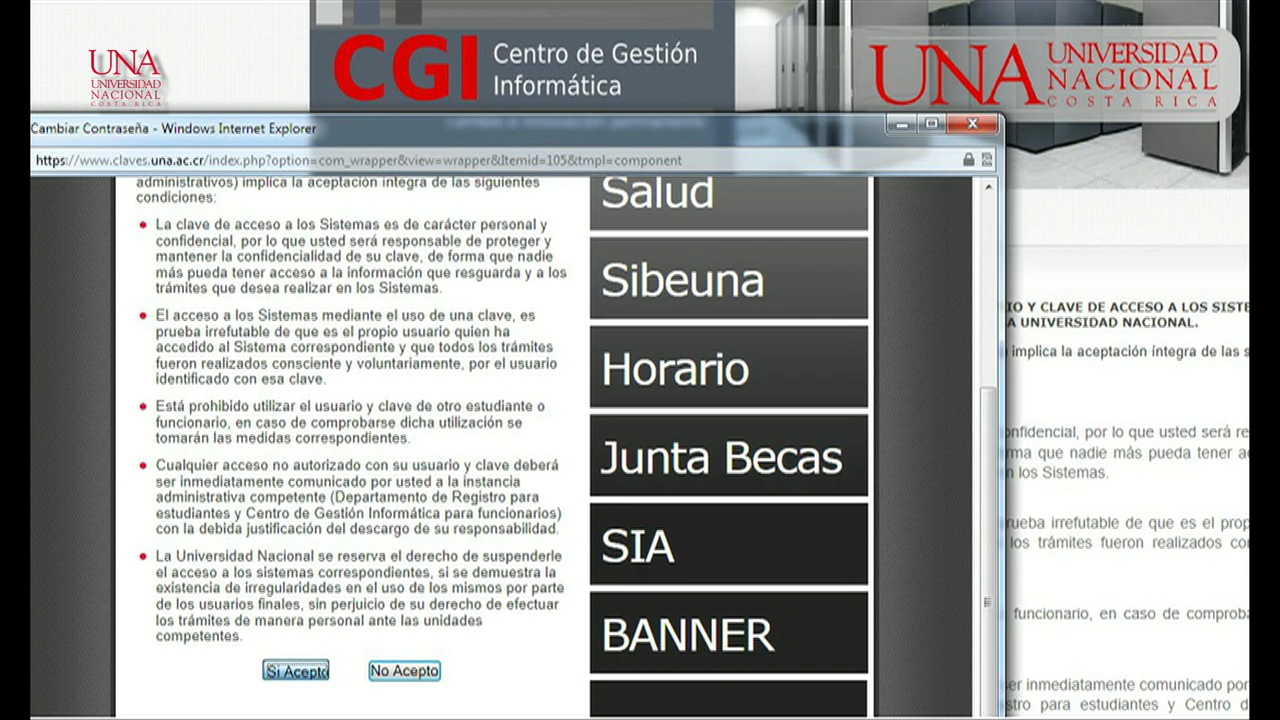 UNA
UNIVERSIDAD
NACIONAL
COSTA RICA
CGI
Centro de Gestión
Informática
UNA
UNIVERSIDAD
NACIONAL
COSTA RICA
Cambiar Contraseña - Windows Internet Explorer
https://www.claves.una.ac.cr/index.php?option=com_wrapper&view=wrapper&Itemid=105&tmpl=component
administrativos) implica la aceptación íntegra de las siguientes
condiciones:
La clave de acceso a los Sistemas es de carácter personal y
confidencial, por lo que usted será responsable de proteger y
mantener la confidencialidad de su clave, de forma que nadie
más pueda tener acceso a la información que resguarda y a los
trámites que desea realizar en los Sistemas.
El acceso a los Sistemas mediante el uso de una clave, es
prueba irrefutable de que es el propio usuario quien ha
accedido al Sistema correspondiente y que todos los trámites
fueron realizados consciente y voluntariamente, por el usuario
identificado con esa clave.
Está prohibido utilizar el usuario y clave de otro estudiante o
funcionario, en caso de comprobarse dicha utilización se
tomarán las medidas correspondientes.
Cualquier acceso no autorizado con su usuario y clave deberá
ser inmediatamente comunicado por usted a la instancia
administrativa competente (Departamento de Registro para
estudiantes y Centro de Gestión Informática para funcionarios)
con la debida justificación del descargo de su responsabilidad.
La Universidad Nacional se reserva el derecho de suspenderle
el acceso a los sistemas correspondientes, si se demuestra la
existencia de irregularidades en el uso de los mismos por parte
de los usuarios finales, sin perjuicio de su derecho de efectuar
los trámites de manera personal ante las unidades
competentes.
Si Acepto
No Acepto
Salud
Sibeuna
Horario
Junta Becas
SIA
BANNER
IO Y CLAVE DE ACCESO A LOS SISTE
A UNIVERSIDAD NACIONAL.
implica la aceptación íntegra de las s
onfidencial, por lo que usted será re
rma que nadie más pueda tener ac
n los Sistemas.
rueba irrefutable de que es el prop
los trámites fueron realizados con
funcionario, en caso de comproba
er inmediatamente comunicado por
stro para estudiantes y Centro d